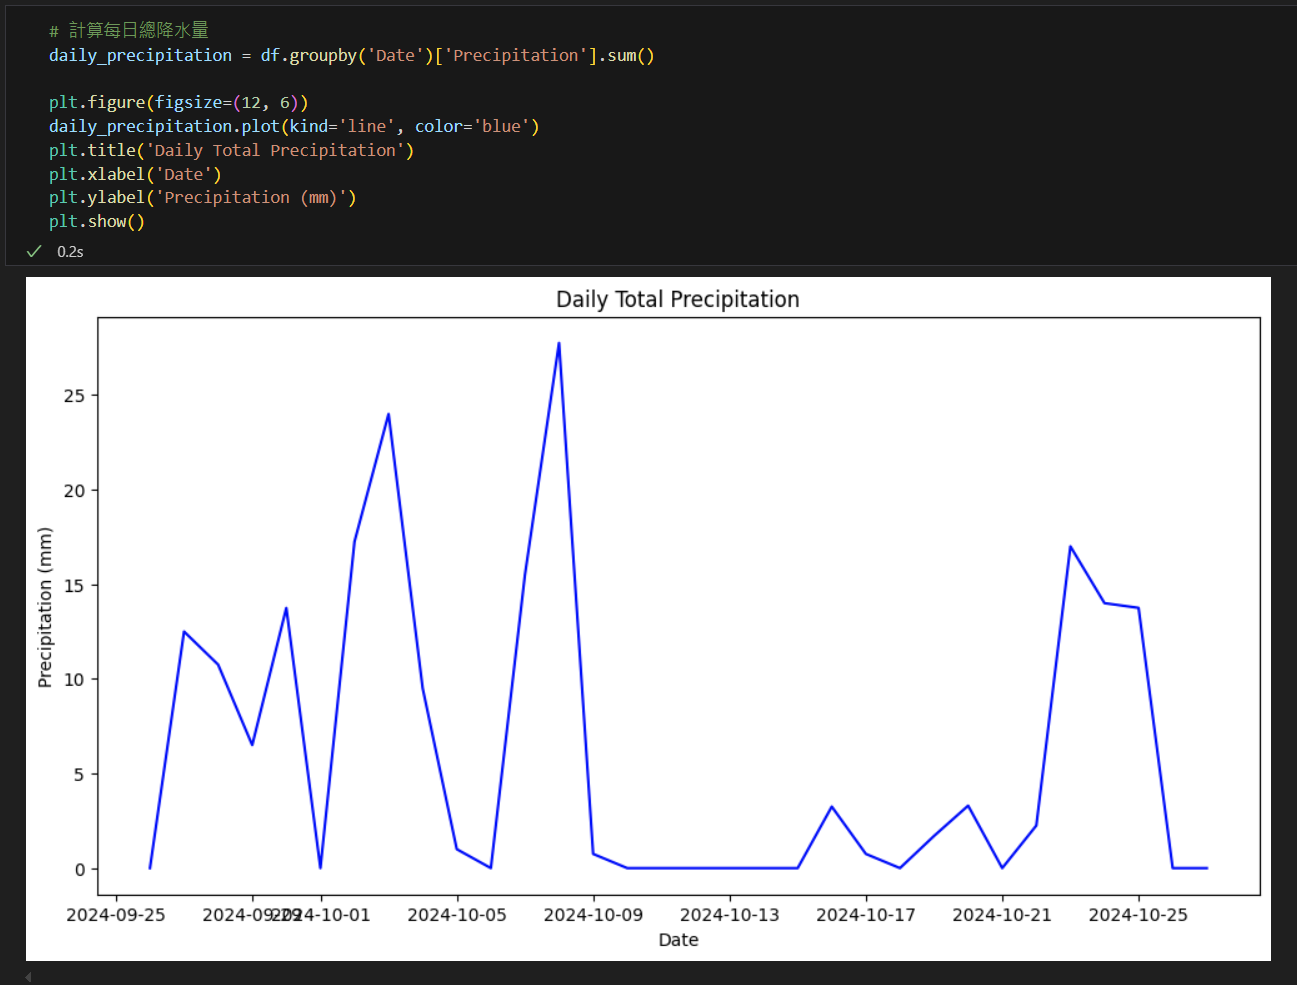 # 計算每日總降水量
daily_precipitation = df.groupby('Date')['Precipitation'].sum()
plt.figure(figsize=(12, 6))
daily_precipitation.plot(kind='line', color='blue')
plt.title('Daily Total Precipitation')
plt.xlabel('Date')
plt.ylabel('Precipitation (mm)')
plt.show()
0.2s
Daily Total Precipitation
25
20
15
10
5
0
Precipitation (mm)
2024-09-25 2024-09-29 2024-10-01 2024-10-05 2024-10-09 2024-10-13 2024-10-17 2024-10-21 2024-10-25
Date